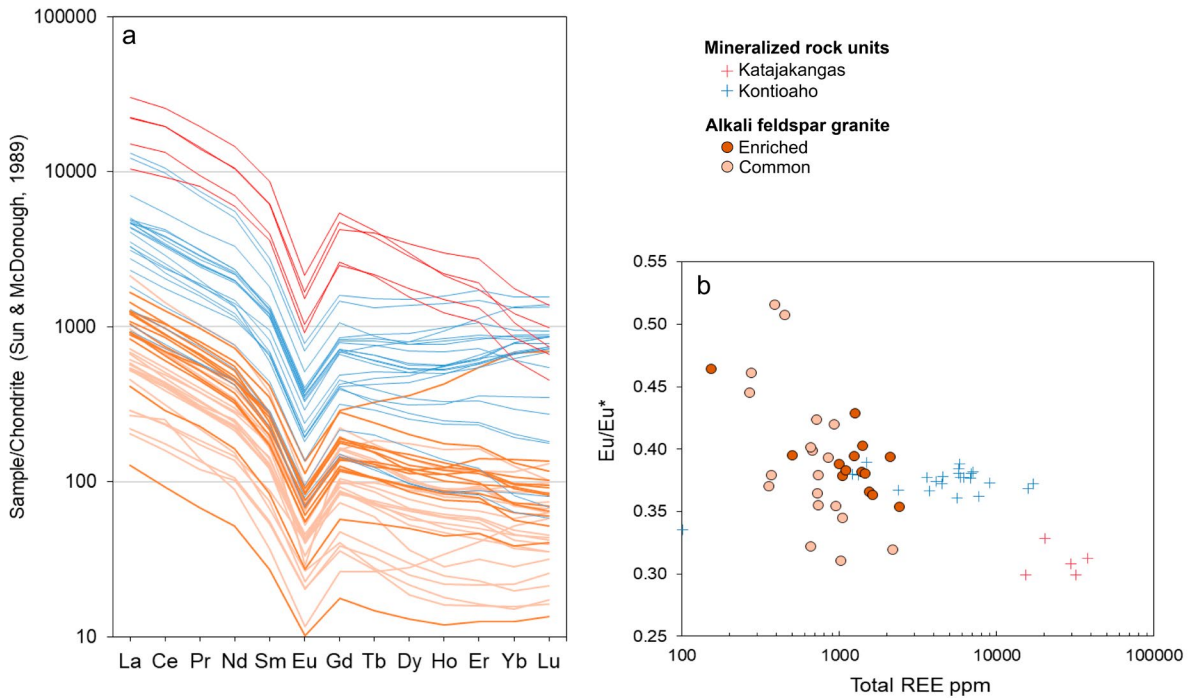 a
100000
10000
1000
100
10
Sample/Chondrite (Sun & McDonough, 1989)
La Ce Pr Nd Sm Eu Gd Tb Dy Ho Er Yb Lu
Mineralized rock units
Katajakangas
Kontioaho
Alkali feldspar granite
Enriched
Common
b
0.55
0.50
0.45
0.40
0.35
0.30
0.25
Eu/Eu*
100 1000 10000 100000
Total REE ppm